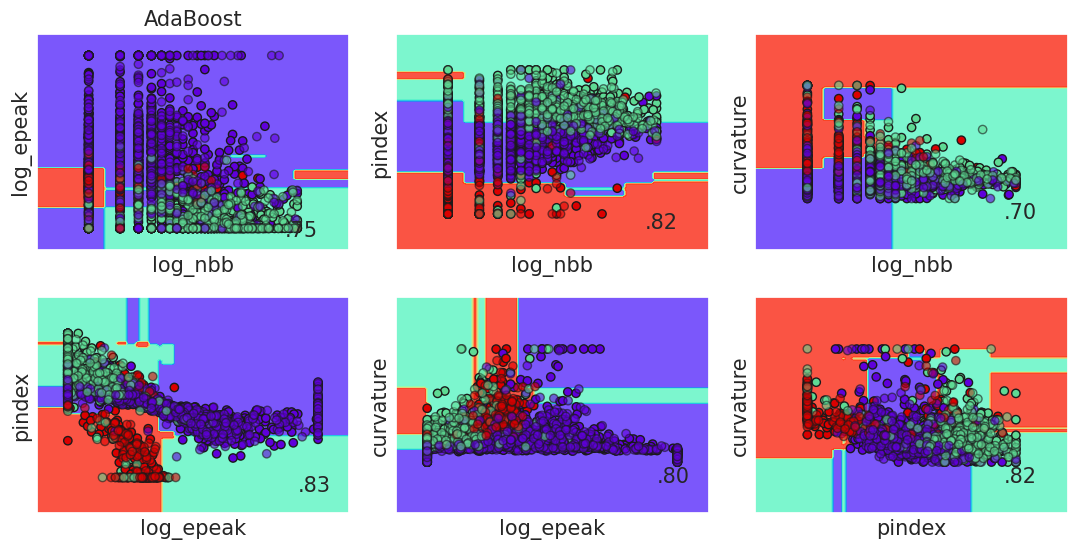 AdaBoost
log_epeak
.75
log_nbb
pindex
.82
log_nbb
curvature
.70
log_nbb
pindex
.83
log_epeak
curvature
.80
log_epeak
curvature
.82
pindex